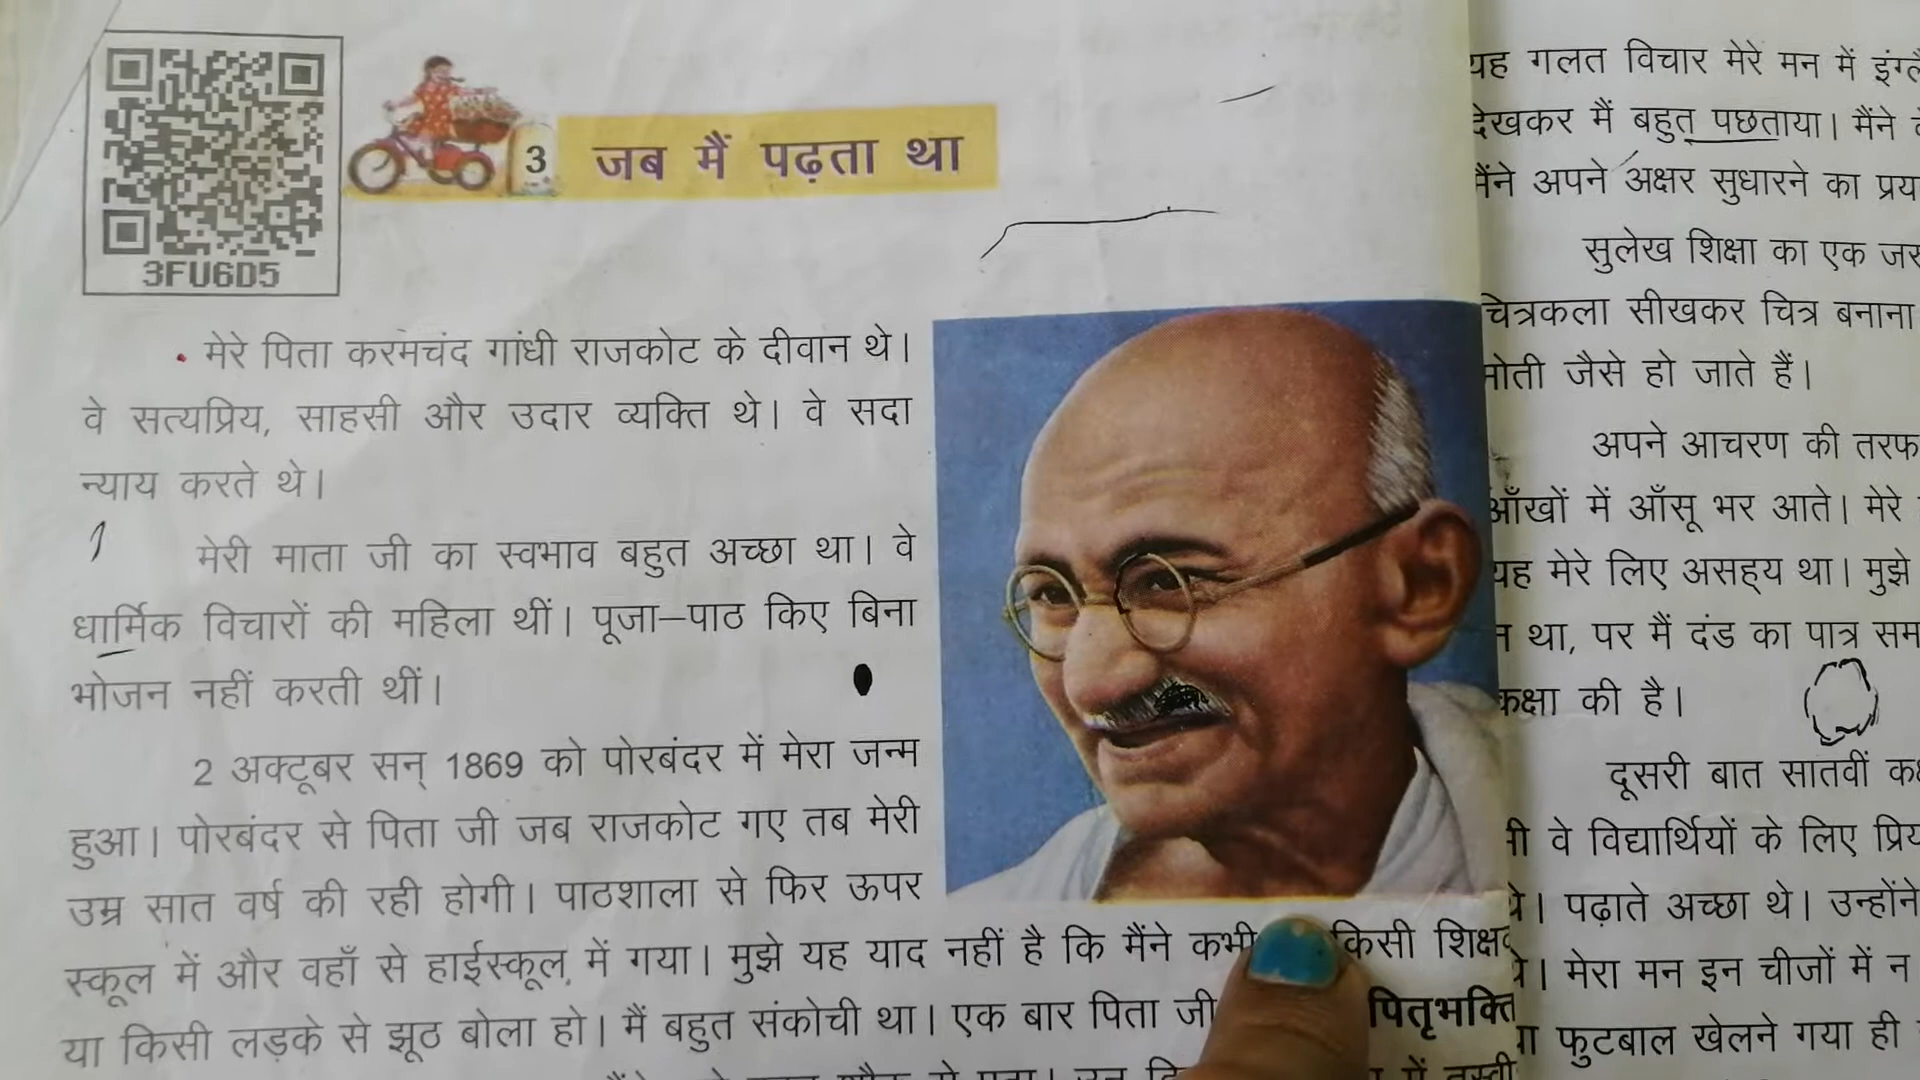 3FU6D5
3 जब मैं पढ़ता था
मेरे पिता करमचंद गांधी राजकोट के दीवान थे।
वे सत्यप्रिय, साहसी और उदार व्यक्ति थे। वे सदा
न्याय करते थे।
मेरी माता जी का स्वभाव बहुत अच्छा था। वे
धार्मिक विचारों की महिला थीं। पूजा–पाठ किए बिना
भोजन नहीं करती थीं।
2 अक्टूबर सन् 1869 को पोरबंदर में मेरा जन्म
हुआ। पोरबंदर से पिता जी जब राजकोट गए तब मेरी
उम्र सात वर्ष की रही होगी। पाठशाला से फिर ऊपर
स्कूल में और वहाँ से हाईस्कूल में गया। मुझे यह याद नहीं है कि मैंने कभी किसी
या किसी लड़के से झूठ बोला हो। मैं बहुत संकोची था। एक बार पिता जी पितृभक्ति
यह गलत विचार मेरे मन में
देखकर मैं बहुत पछताया। मैंने
मैंने अपने अक्षर सुधारने का
सुलेख शिक्षा का एक
चित्रकला सीखकर चित्र बनाना
मोती जैसे हो जाते हैं।
अपने आचरण की तरफ
आँखों में आँसू भर आते। मेरे
यह मेरे लिए असह्य था। मुझे
था, पर मैं दंड का पात्र
कक्षा की है।
दूसरी बात सातवीं
वे विद्यार्थियों के लिए
थे। पढ़ाते अच्छा थे। उन्होंने
थे। मेरा मन इन चीजों में न
फुटबाल खेलने गया ही